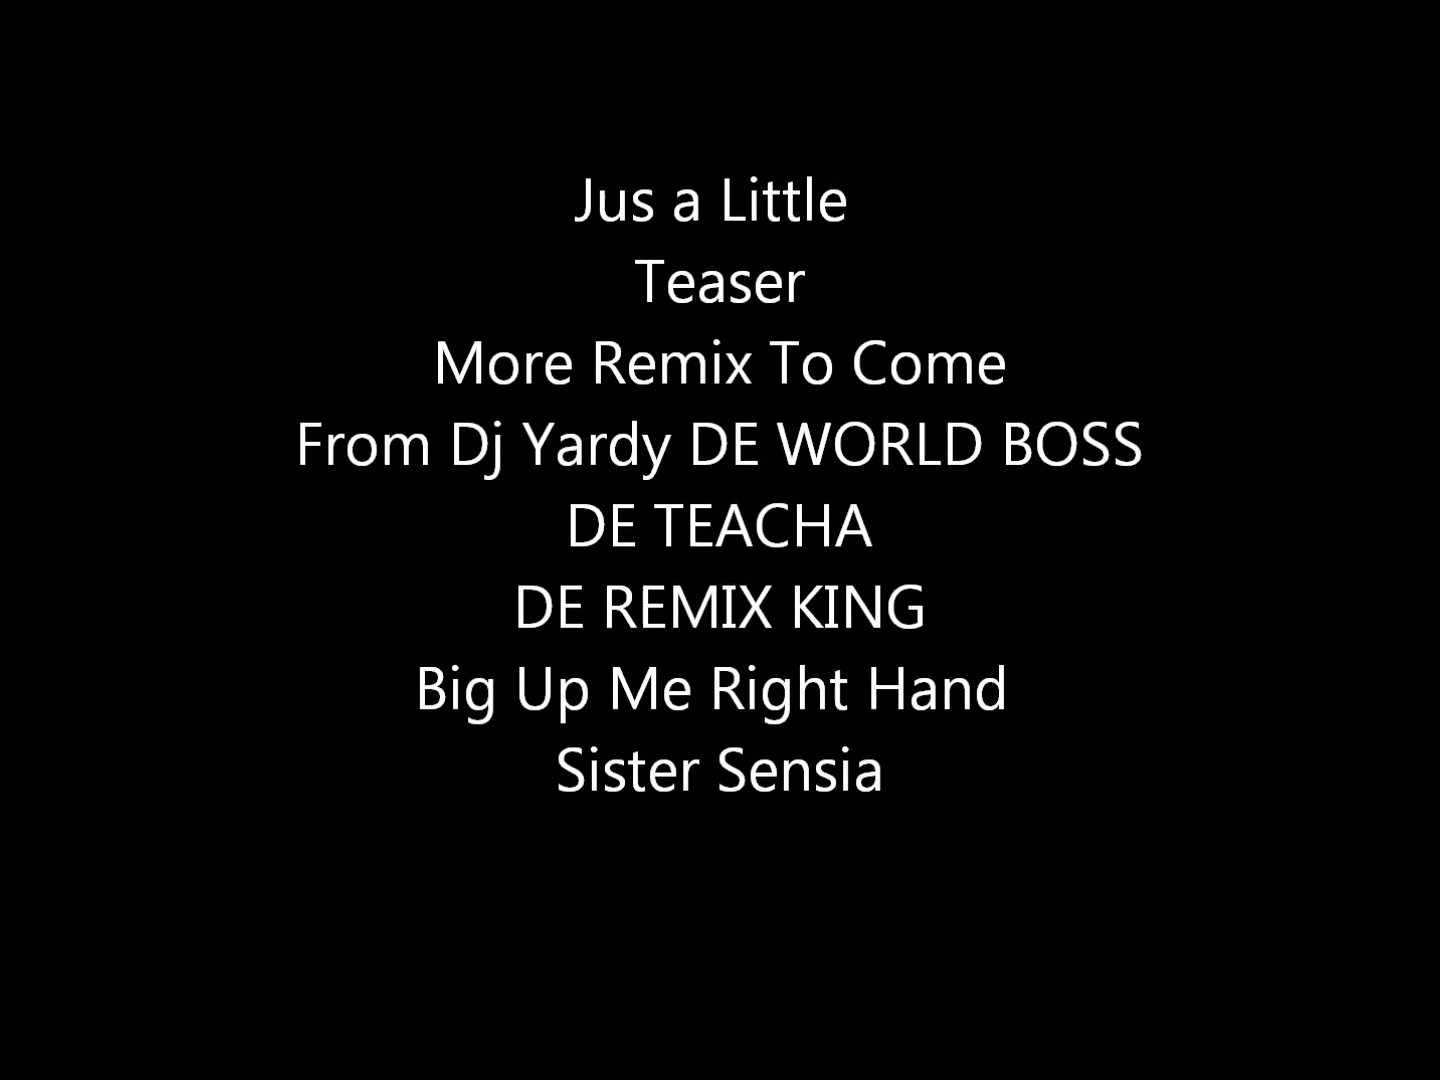 Jus a Little
Teaser
More Remix To Come
From Dj Yardy DE WORLD BOSS
DE TEACHA
DE REMIX KING
Big Up Me Right Hand
Sister Sensia